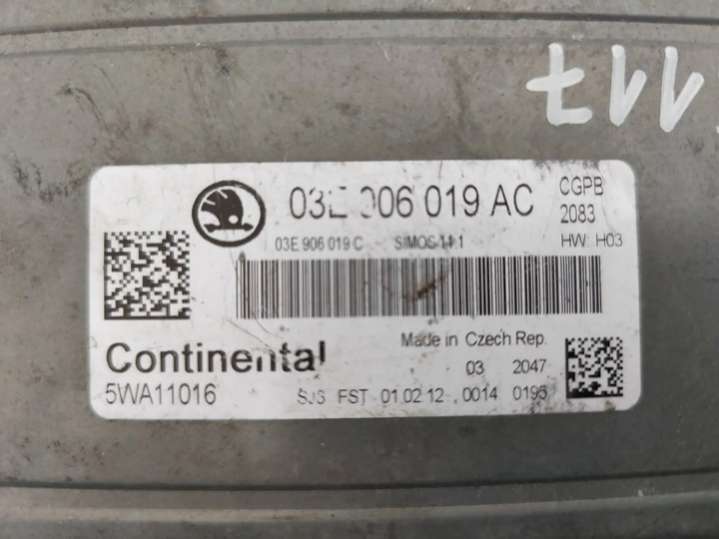 117
03E 906 019 AC
CGPB
2083
03E 906 019 C SIMOS 11.1
HW: H03
Made in Czech Rep.
Continental
03 2047
5WA11016
FST 01.02.12 0014 0195